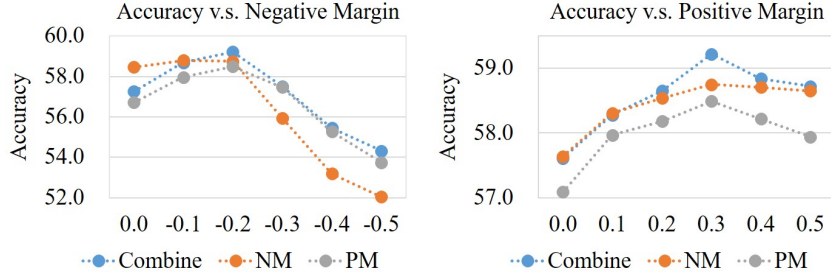 Accuracy v.s. Negative Margin
60.0
58.0
56.0
54.0
52.0
Accuracy
0.0 -0.1 -0.2 -0.3 -0.4 -0.5
Combine NM PM
Accuracy v.s. Positive Margin
59.0
58.0
57.0
Accuracy
0.0 0.1 0.2 0.3 0.4 0.5
Combine NM PM